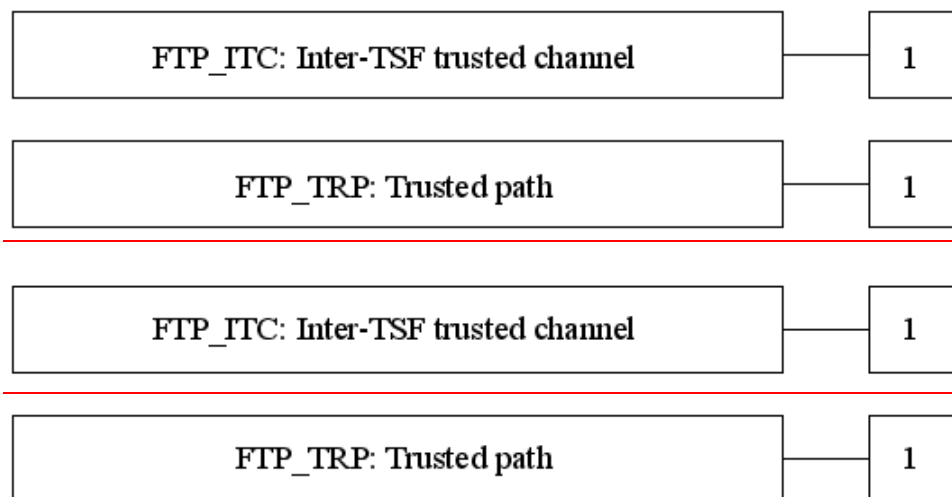 FTP_ITC: Inter-TSF trusted channel 1
FTP_TRP: Trusted path 1
FTP_ITC: Inter-TSF trusted channel 1
FTP_TRP: Trusted path 1